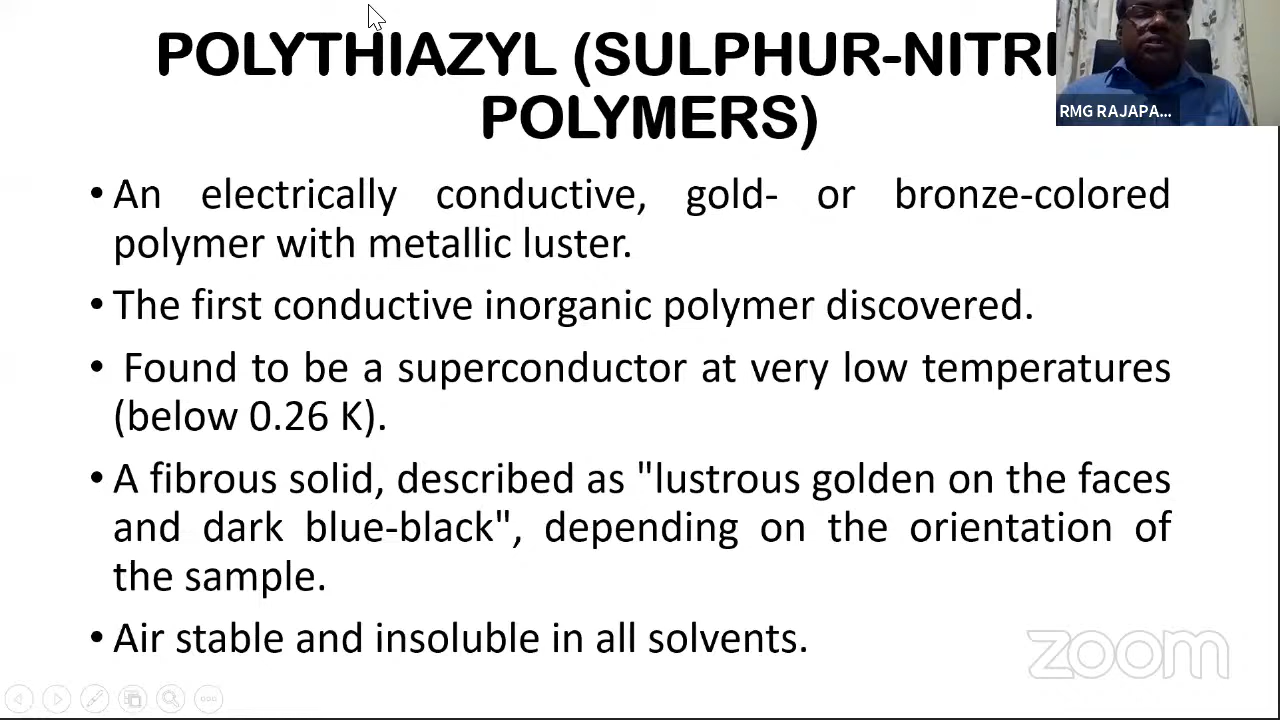 POLYTHIAZYL (SULPHUR-NITRI
POLYMERS)
RMG RAJAPA...
• An electrically conductive, gold- or bronze-colored
polymer with metallic luster.
• The first conductive inorganic polymer discovered.
• Found to be a superconductor at very low temperatures
(below 0.26 K).
• A fibrous solid, described as "lustrous golden on the faces
and dark blue-black", depending on the orientation of
the sample.
• Air stable and insoluble in all solvents.
zoom